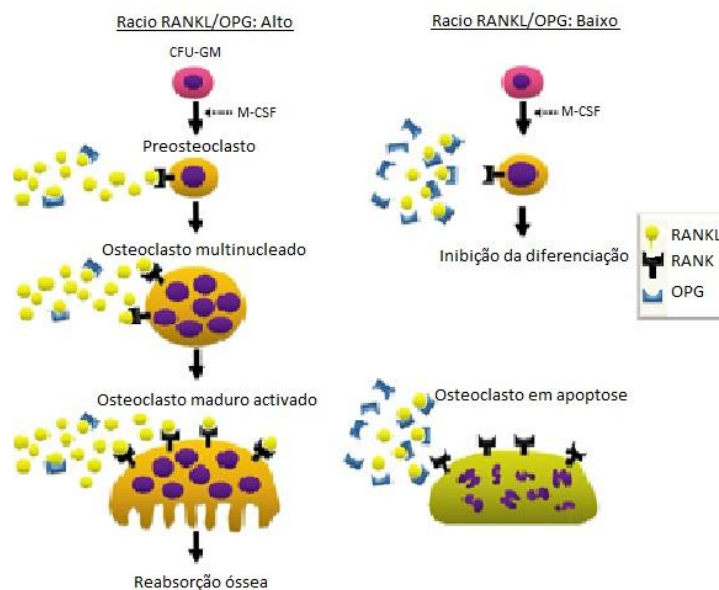 Racio RANKL/OPG: Alto
CFU-GM
M-CSF
Preosteoclasto
Osteoclasto multinucleado
Osteoclasto maduro activado
Reabsorção óssea
Racio RANKL/OPG: Baixo
M-CSF
Inibição da diferenciação
Osteoclasto em apoptose
RANKL
RANK
OPG